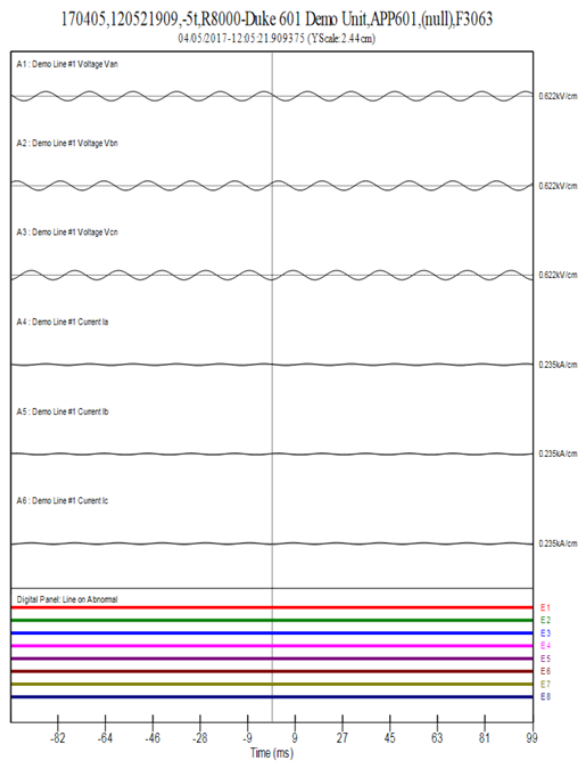 170405,120521909,-5t,R8000-Duke 601 Demo Unit,APP601,(null),F3063
04/05/2017-12:05:21.909375 (YScale:2.44cm)
A1 : Demo Line #1 Voltage Van
0.622kV/cm
A2 : Demo Line #1 Voltage Vbn
0.622kV/cm
A3 : Demo Line #1 Voltage Vcn
0.622kV/cm
A4 : Demo Line #1 Current Ia
0.235kA/cm
A5 : Demo Line #1 Current Ib
0.235kA/cm
A6 : Demo Line #1 Current Ic
0.235kA/cm
Digital Panel: Line on Abnormal
E1
E2
E3
E4
E5
E6
E7
E8
-82 -64 -46 -28 -9 9 27 45 63 81 99
Time (ms)